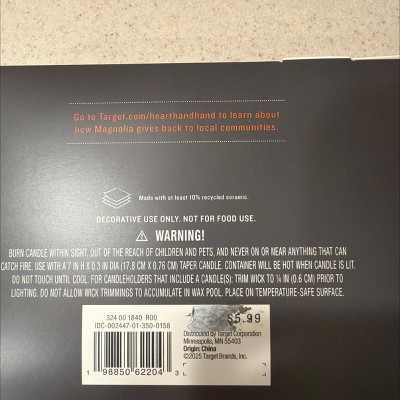 Go to Target.com/hearthandhand to learn about
how Magnolia gives back to local communities.
Made with at least 10% recycled ceramic.
DECORATIVE USE ONLY. NOT FOR FOOD USE.
⚠ WARNING!
BURN CANDLE WITHIN SIGHT, OUT OF THE REACH OF CHILDREN AND PETS, AND NEVER ON OR NEAR ANYTHING THAT CAN
CATCH FIRE. USE WITH A 7 IN H X 0.3 IN DIA (17.8 CM X 0.76 CM) TAPER CANDLE. CONTAINER WILL BE HOT WHEN CANDLE IS LIT.
DO NOT TOUCH UNTIL COOL. FOR CANDLEHOLDERS THAT INCLUDE A CANDLE(S): TRIM WICK TO ¼ IN (0.6 CM) PRIOR TO
LIGHTING. DO NOT ALLOW WICK TRIMMINGS TO ACCUMULATE IN WAX POOL. PLACE ON TEMPERATURE-SAFE SURFACE.
324 00 1840 R00
IDC-002447-01-350-0158
1 98850 62204 3
$5.99
Distributed by Target Corporation
Minneapolis, MN 55403
Origin: China
©2025 Target Brands, Inc.